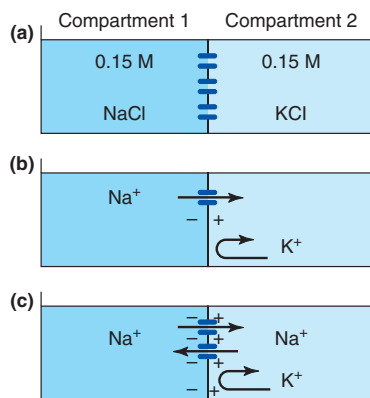 Compartment 1 Compartment 2
(a)
0.15 M 0.15 M
NaCl KCl
(b)
Na⁺
− +
K⁺
(c)
− +
Na⁺ Na⁺
− +
− +
K⁺
− +